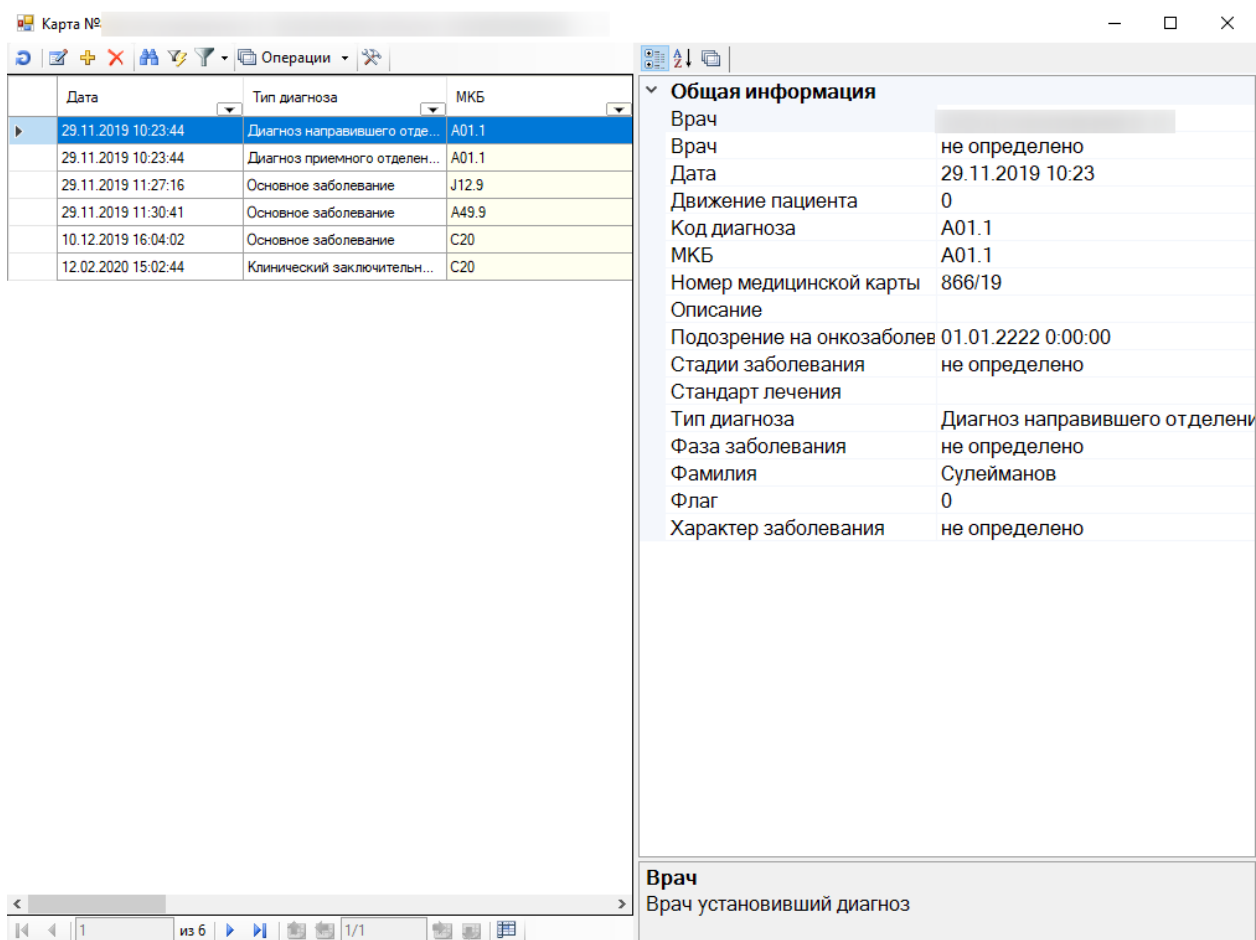 Карта №
Операции
Дата Тип диагноза МКБ
29.11.2019 10:23:44 Диагноз направившего отде... A01.1
29.11.2019 10:23:44 Диагноз приемного отделен... A01.1
29.11.2019 11:27:16 Основное заболевание J12.9
29.11.2019 11:30:41 Основное заболевание A49.9
10.12.2019 16:04:02 Основное заболевание C20
12.02.2020 15:02:44 Клинический заключительн... C20
1 из 6 1/1
Общая информация
Врач
Врач не определено
Дата 29.11.2019 10:23
Движение пациента 0
Код диагноза A01.1
МКБ A01.1
Номер медицинской карты 866/19
Описание
Подозрение на онкозаболев 01.01.2222 0:00:00
Стадии заболевания не определено
Стандарт лечения
Тип диагноза Диагноз направившего отделени
Фаза заболевания не определено
Фамилия Сулейманов
Флаг 0
Характер заболевания не определено
Врач
Врач установивший диагноз